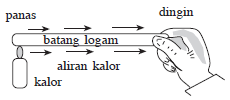 panas
dingin
batang logam
aliran kalor
kalor